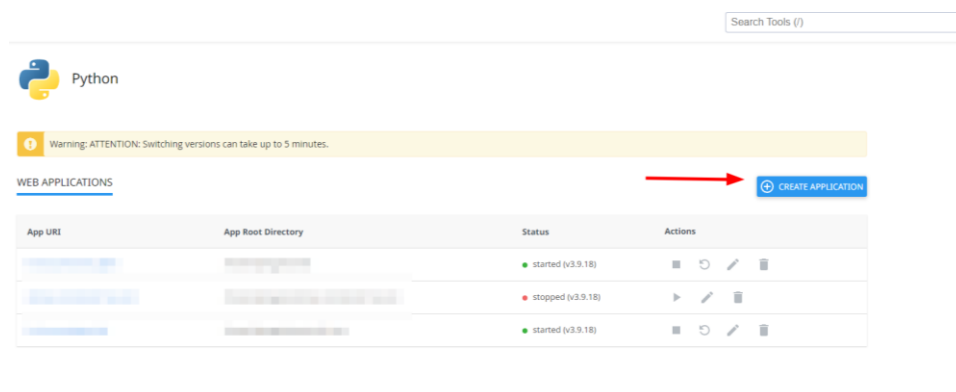 Search Tools (/)
Python
Warning: ATTENTION: Switching versions can take up to 5 minutes.
WEB APPLICATIONS
CREATE APPLICATION
App URI App Root Directory Status Actions
started (v3.9.18)
stopped (v3.9.18)
started (v3.9.18)